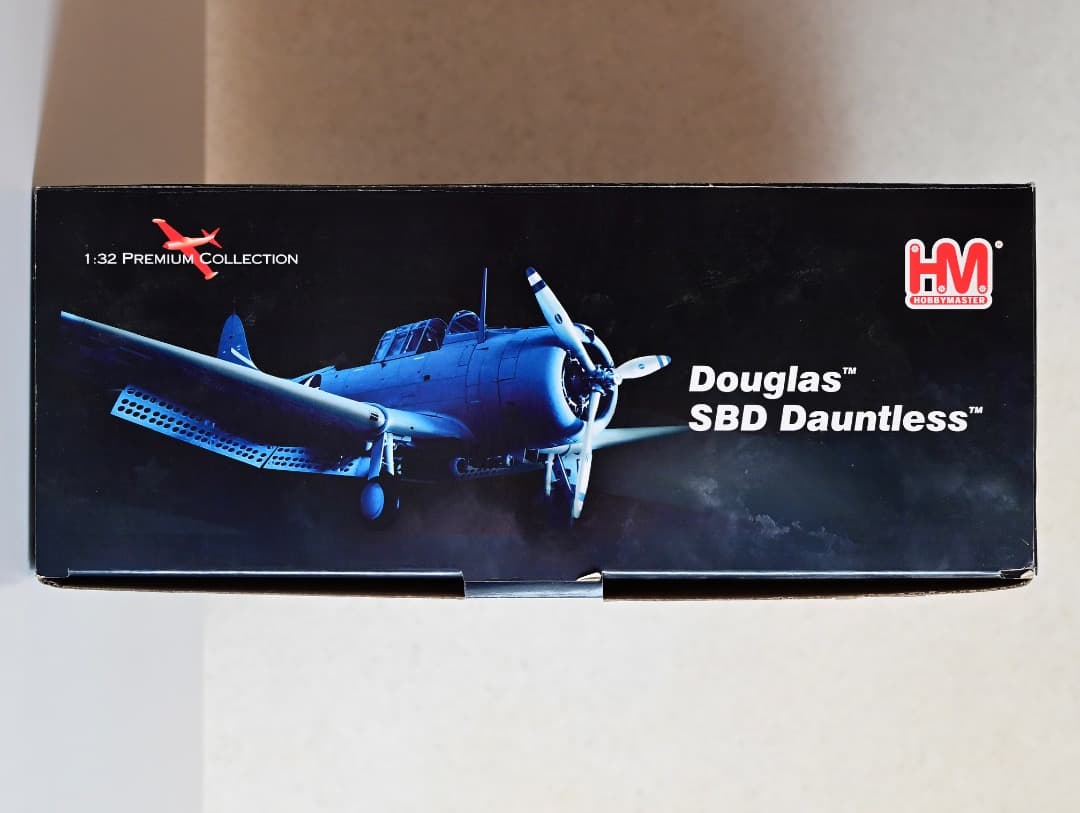 1:32 PREMIUM COLLECTION
HM
HOBBYMASTER
Douglas™
SBD Dauntless™